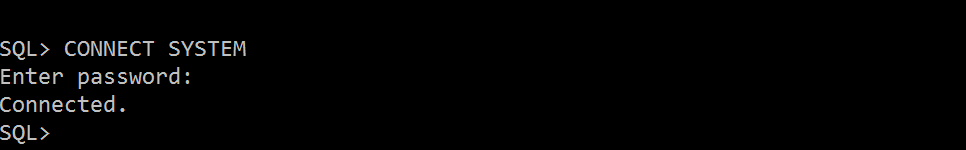 SQL> CONNECT SYSTEM
Enter password:
Connected.
SQL>